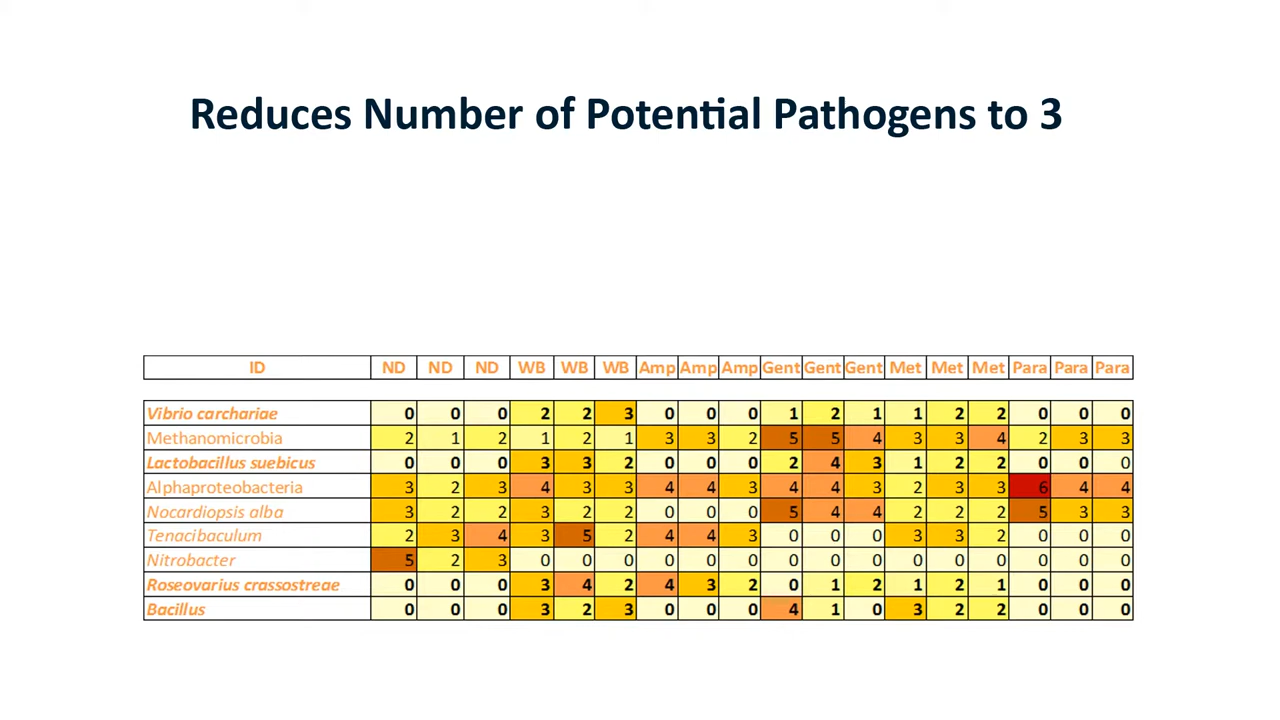 Reduces Number of Potential Pathogens to 3
ID ND ND ND WB WB WB Amp Amp Amp Gent Gent Gent Met Met Met Para Para Para
Vibrio carchariae 0 0 0 2 2 3 0 0 0 1 2 1 1 2 2 0 0 0
Methanomicrobia 2 1 2 1 2 1 3 3 2 5 5 4 3 3 4 2 3 3
Lactobacillus suebicus 0 0 0 3 3 2 0 0 0 2 4 3 1 2 2 0 0 0
Alphaproteobacteria 3 2 3 4 3 3 4 4 3 4 4 3 2 3 3 6 4 4
Nocardiopsis alba 3 2 2 3 2 2 0 0 0 5 4 4 2 2 2 5 3 3
Tenacibaculum 2 3 4 3 5 2 4 4 3 0 0 0 3 3 2 0 0 0
Nitrobacter 5 2 3 0 0 0 0 0 0 0 0 0 0 0 0 0 0 0
Roseovarius crassostreae 0 0 0 3 4 2 4 3 2 0 1 2 1 2 1 0 0 0
Bacillus 0 0 0 3 2 3 0 0 0 4 1 0 3 2 2 0 0 0